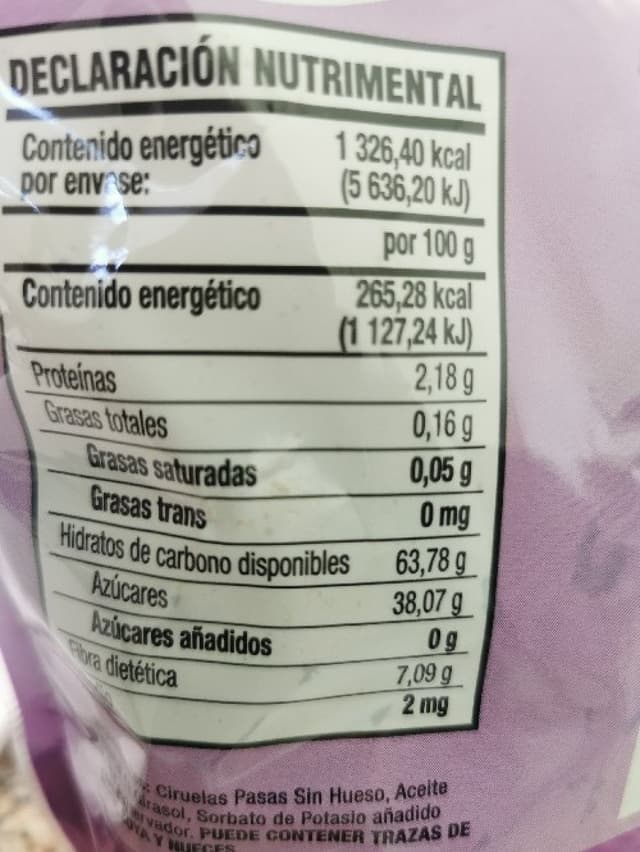 DECLARACIÓN NUTRIMENTAL
Contenido energético 1 326,40 kcal
por envase: (5 636,20 kJ)
por 100 g
Contenido energético 265,28 kcal
(1 127,24 kJ)
Proteínas 2,18 g
Grasas totales 0,16 g
Grasas saturadas 0,05 g
Grasas trans 0 mg
Hidratos de carbono disponibles 63,78 g
Azúcares 38,07 g
Azúcares añadidos 0 g
Fibra dietética 7,09 g
2 mg
Ciruelas Pasas Sin Hueso, Aceite
Sorbato de Potasio añadido
PUEDE CONTENER TRAZAS DE
Y NUECES